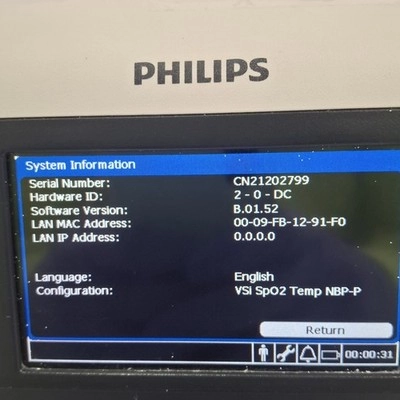 PHILIPS
System Information
Serial Number: CN21202799
Hardware ID: 2 - 0 - DC
Software Version: B.01.52
LAN MAC Address: 00-09-FB-12-91-F0
LAN IP Address: 0.0.0.0
Language: English
Configuration: VSi SpO2 Temp NBP-P
Return
00:00:31